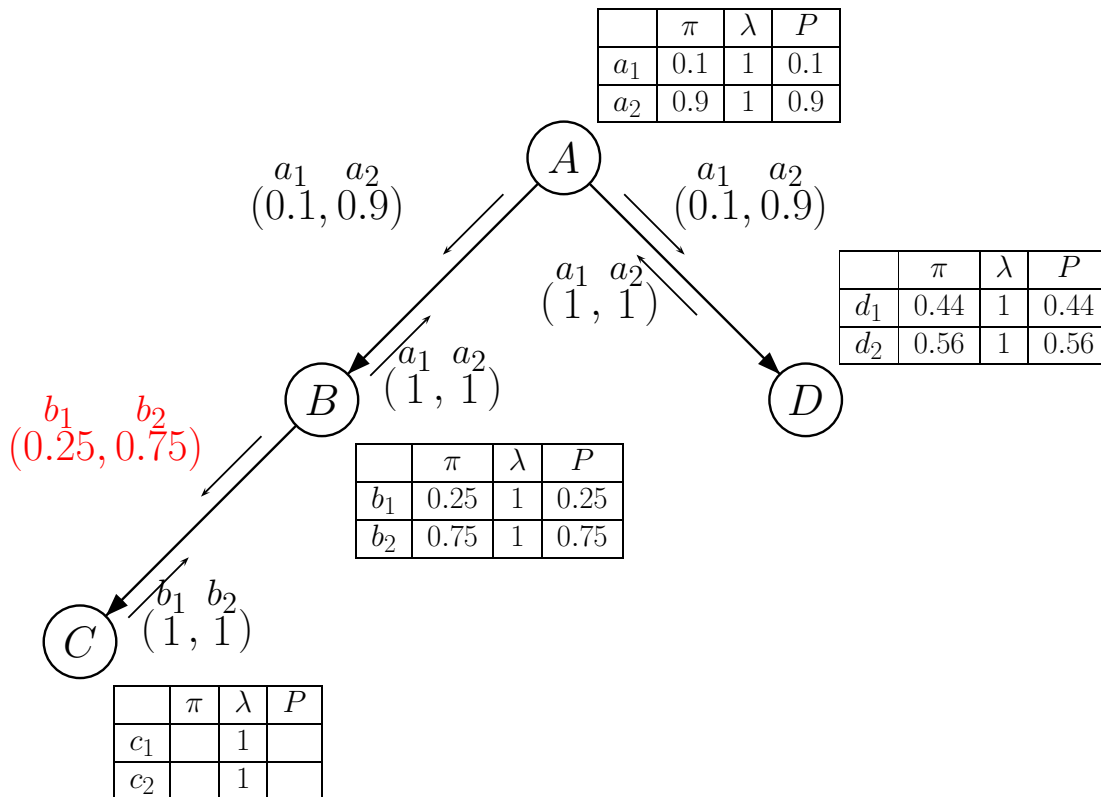 π λ P
a1 0.1 1 0.1
a2 0.9 1 0.9
A
a1 a2
(0.1, 0.9)
a1 a2
(0.1, 0.9)
a1 a2
(1, 1)
π λ P
d1 0.44 1 0.44
d2 0.56 1 0.56
a1 a2
(1, 1)
B
D
b1 b2
(0.25, 0.75)
π λ P
b1 0.25 1 0.25
b2 0.75 1 0.75
b1 b2
(1, 1)
C
π λ P
c1 1
c2 1